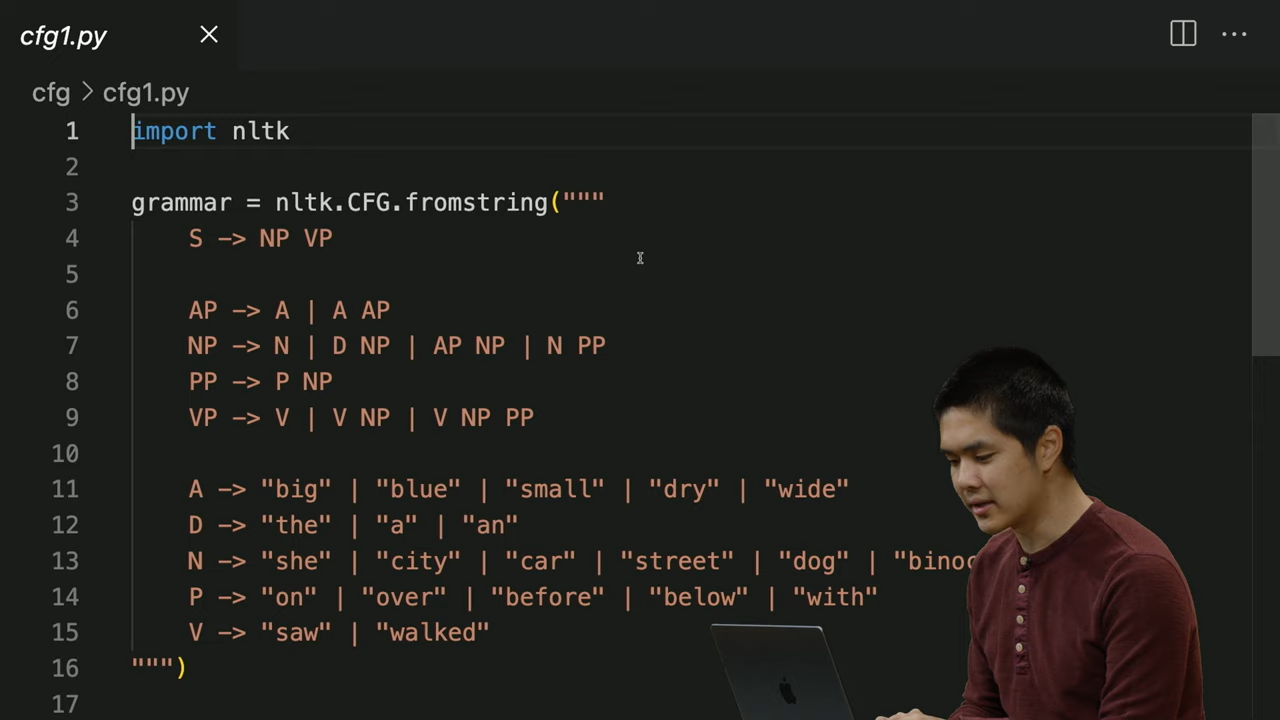 cfg1.py
cfg > cfg1.py
1 import nltk
2
3 grammar = nltk.CFG.fromstring("""
4 S -> NP VP
5
6 AP -> A | A AP
7 NP -> N | D NP | AP NP | N PP
8 PP -> P NP
9 VP -> V | V NP | V NP PP
10
11 A -> "big" | "blue" | "small" | "dry" | "wide"
12 D -> "the" | "a" | "an"
13 N -> "she" | "city" | "car" | "street" | "dog" | "binoc
14 P -> "on" | "over" | "before" | "below" | "with"
15 V -> "saw" | "walked"
16 """)
17